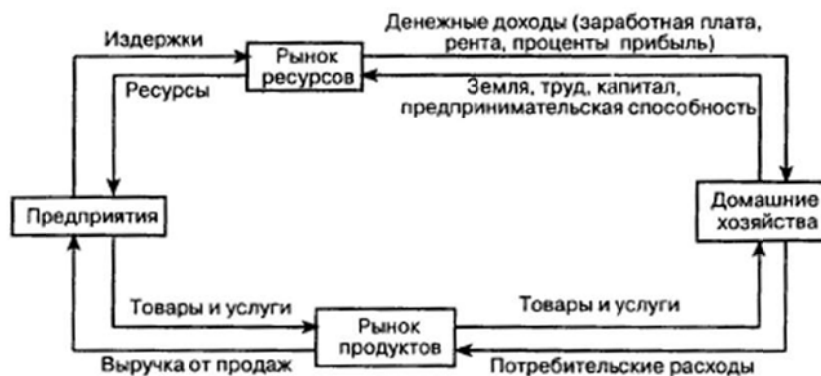 Денежные доходы (заработная плата,
рента, проценты прибыль)
Издержки
Рынок
ресурсов
Ресурсы
Земля, труд, капитал,
предпринимательская способность
Предприятия
Домашние
хозяйства
Товары и услуги
Товары и услуги
Рынок
продуктов
Выручка от продаж
Потребительские расходы